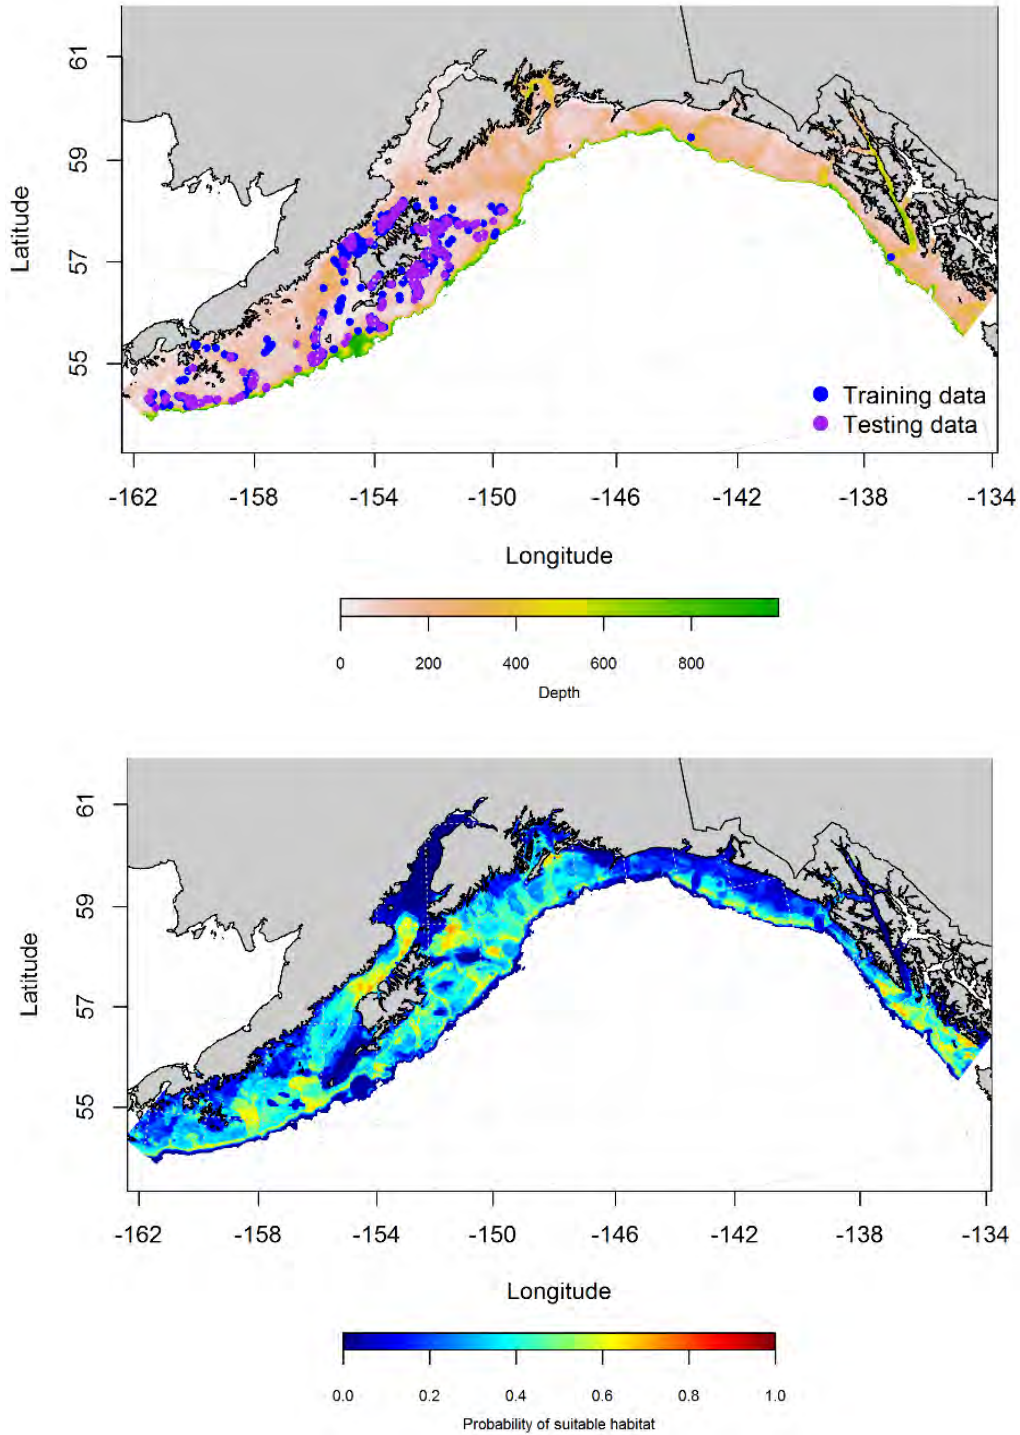 61
59
57
55
Latitude
Training data
Testing data
-162 -158 -154 -150 -146 -142 -138 -134
Longitude
0 200 400 600 800
Depth
61
59
57
55
Latitude
-162 -158 -154 -150 -146 -142 -138 -134
Longitude
0.0 0.2 0.4 0.6 0.8 1.0
Probability of suitable habitat